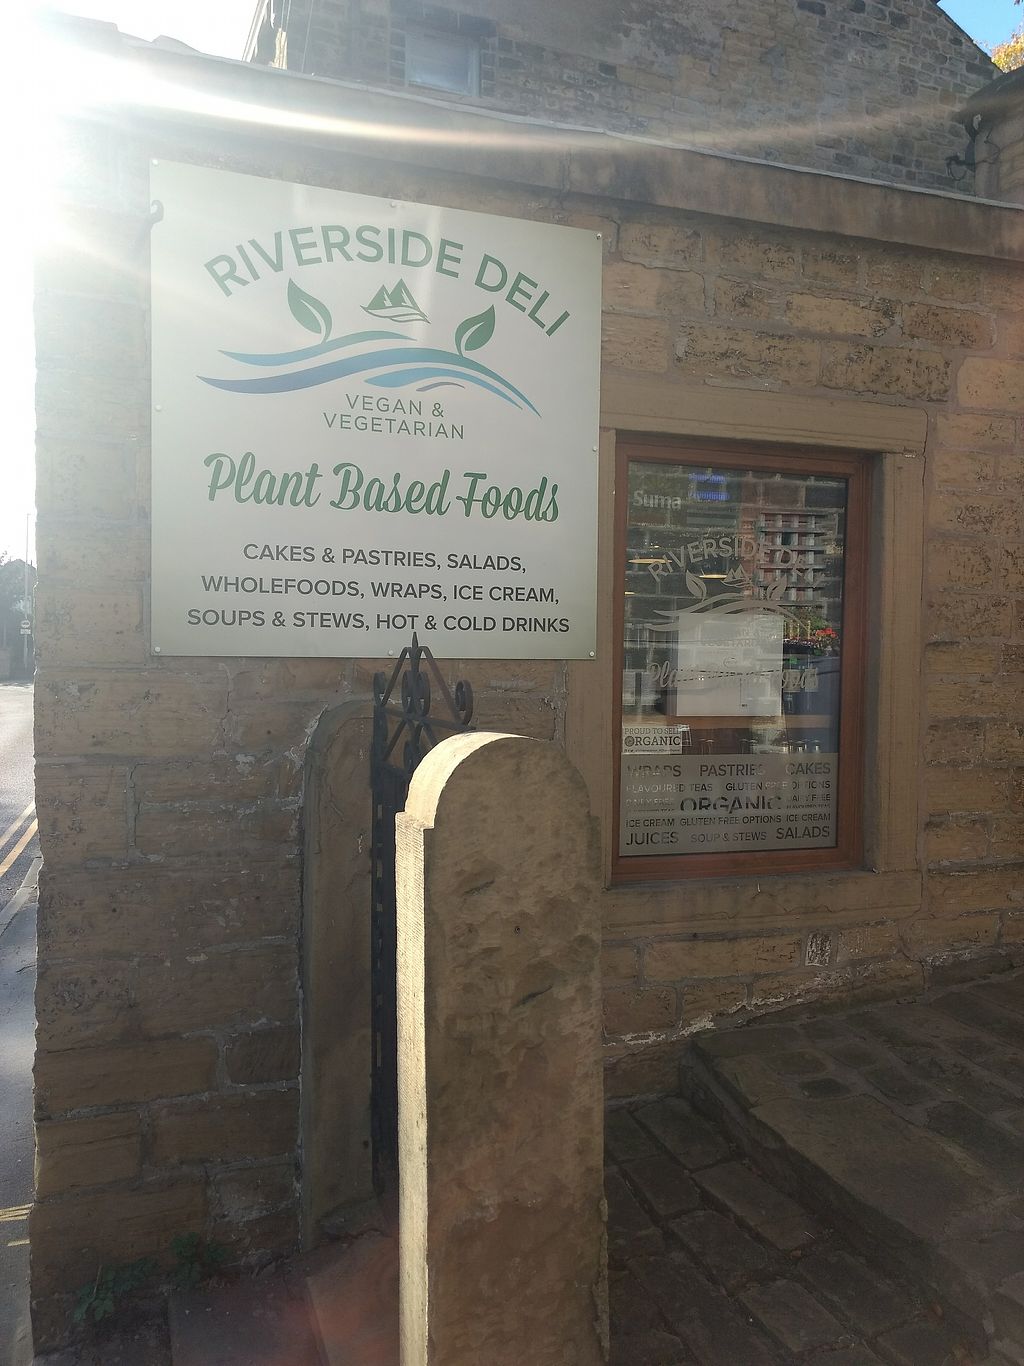 RIVERSIDE DELI
VEGAN &
VEGETARIAN
Plant Based Foods
CAKES & PASTRIES, SALADS,
WHOLEFOODS, WRAPS, ICE CREAM,
SOUPS & STEWS, HOT & COLD DRINKS
Suma
RIVERSIDE
PROUD TO SELL
ORGANIC
WRAPS PASTRIES CAKES
FLAVOURED TEAS GLUTEN FREE OPTIONS
ORGANIC DAIRY FREE
ICE CREAM GLUTEN FREE OPTIONS ICE CREAM
JUICES SOUP & STEWS SALADS